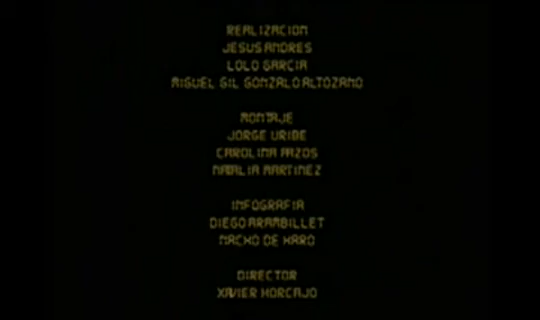 REALIZACION
JESUS ANDRES
LOLO GARCIA
MIGUEL GIL GONZALO ALTOZANO
MONTAJE
JORGE URIBE
CAROLINA PAZOS
NATALIA MARTINEZ
INFOGRAFIA
DIEGO ARAMBILLET
NACHO DE HARO
DIRECTOR
XAVIER HORCAJO